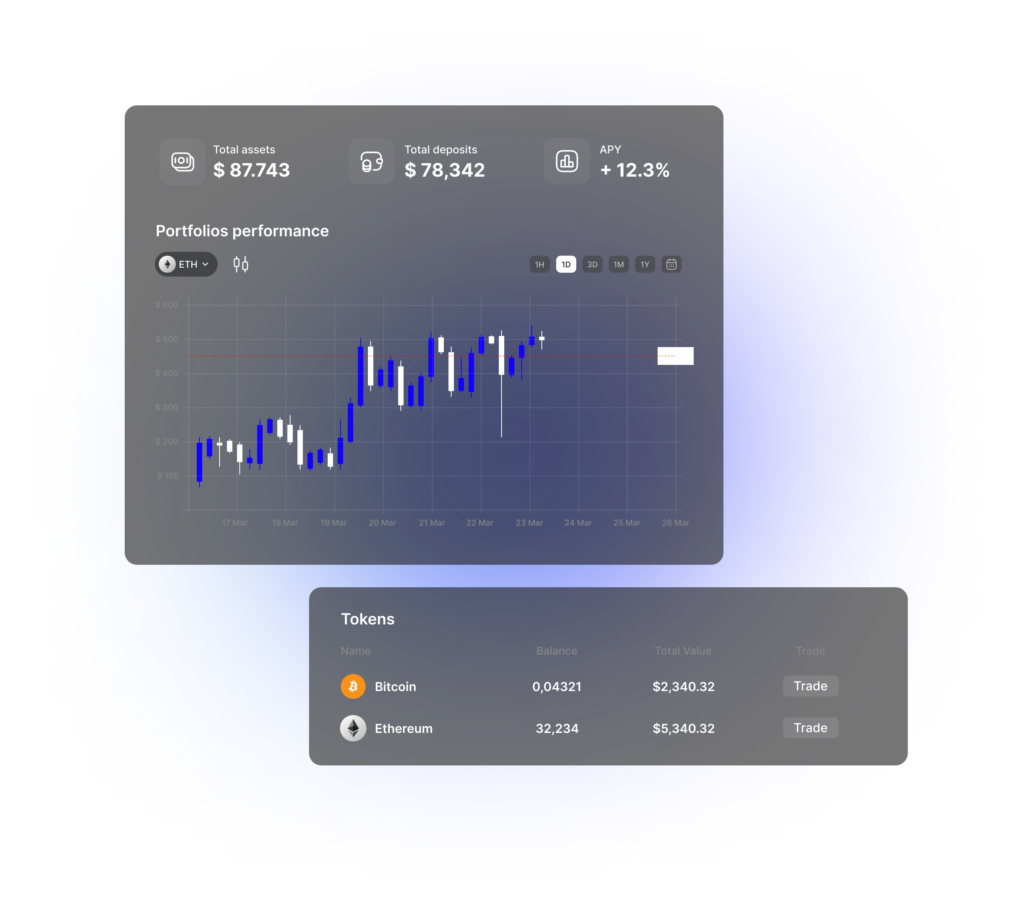 Total assets
$ 87.743
Total deposits
$ 78,342
APY
+ 12.3%
Portfolios performance
ETH
1H 1D 3D 1M 1Y
$ 600
$ 500
$ 400
$ 300
$ 200
$ 100
17 Mar 18 Mar 19 Mar 20 Mar 21 Mar 22 Mar 23 Mar 24 Mar 25 Mar 26 Mar
Tokens
Name Balance Total Value Trade
Bitcoin 0,04321 $2,340.32 Trade
Ethereum 32,234 $5,340.32 Trade